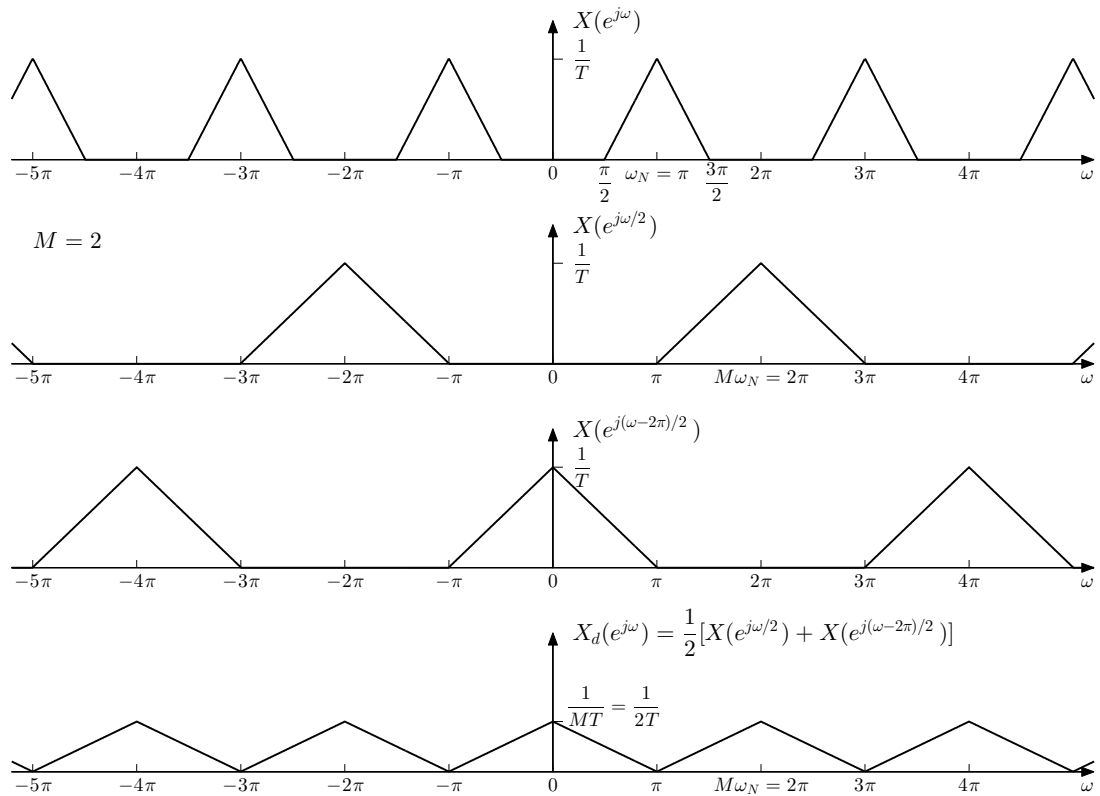 X(e^{jω})
1/T
−5π −4π −3π −2π −π 0 π/2 ω_N = π 3π/2 2π 3π 4π ω
X(e^{jω/2})
M = 2
1/T
−5π −4π −3π −2π −π 0 π Mω_N = 2π 3π 4π ω
X(e^{j(ω−2π)/2})
1/T
−5π −4π −3π −2π −π 0 π 2π 3π 4π ω
X_d(e^{jω}) = 1/2[X(e^{jω/2}) + X(e^{j(ω−2π)/2})]
1/MT = 1/2T
−5π −4π −3π −2π −π 0 π Mω_N = 2π 3π 4π ω